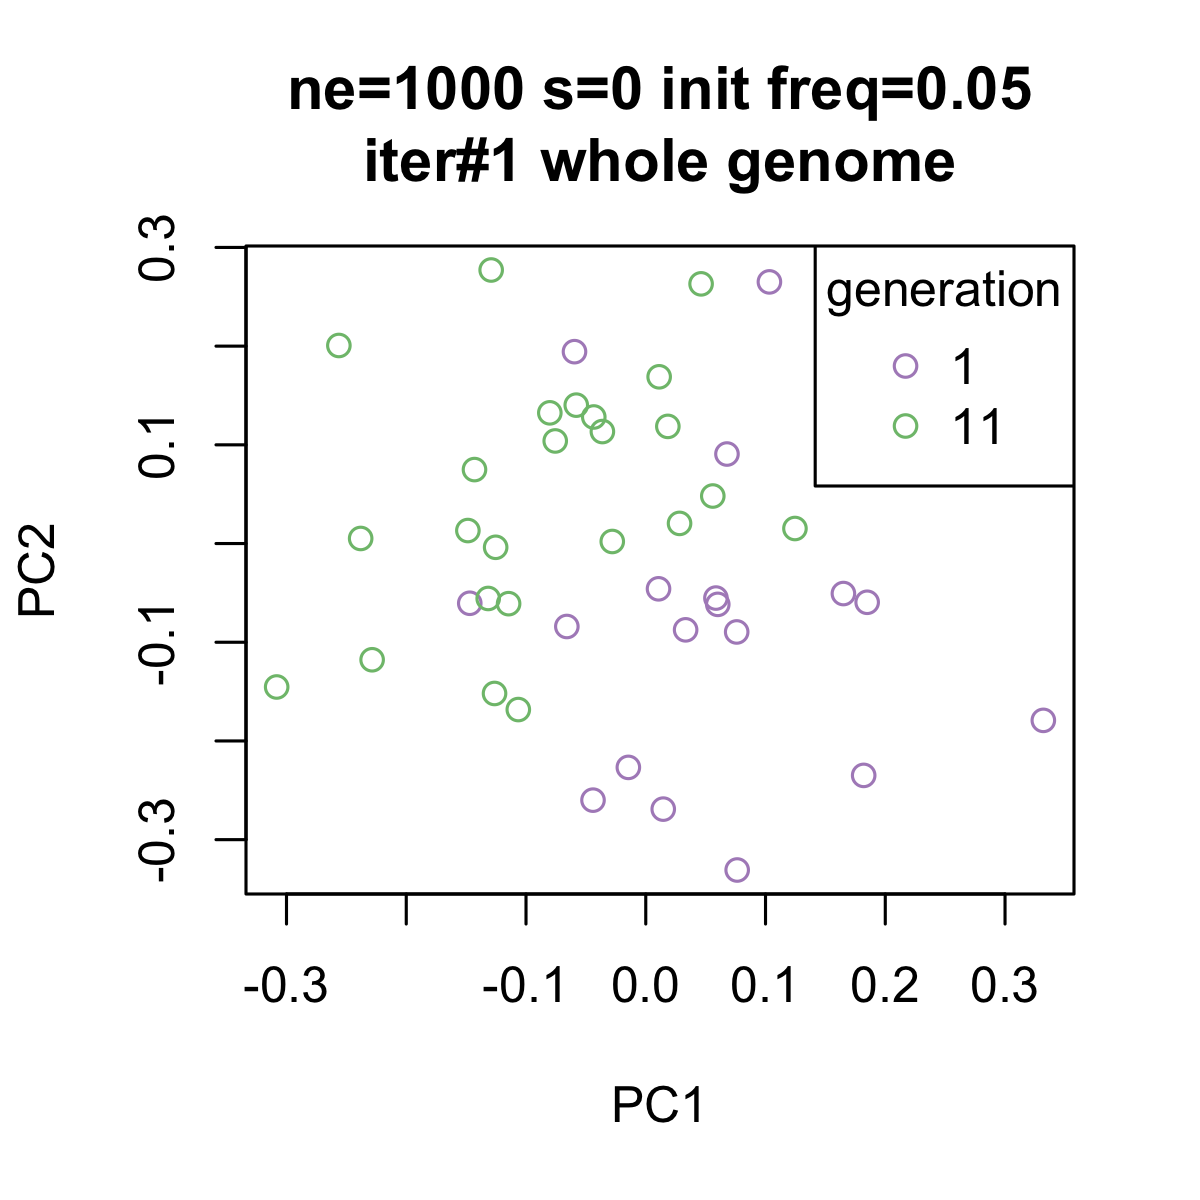 ne=1000 s=0 init freq=0.05
iter#1 whole genome
generation
1
11
PC2
0.3
0.1
-0.1
-0.3
-0.3 -0.1 0.0 0.1 0.2 0.3
PC1